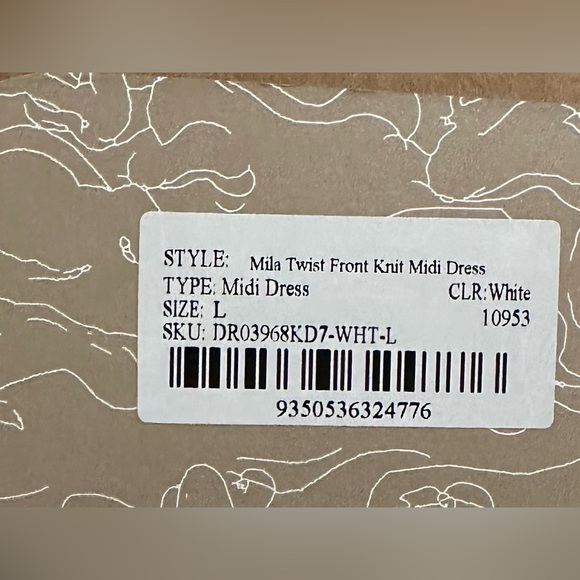 STYLE: Mila Twist Front Knit Midi Dress
TYPE: Midi Dress CLR:White
SIZE: L 10953
SKU: DR03968KD7-WHT-L
9350536324776